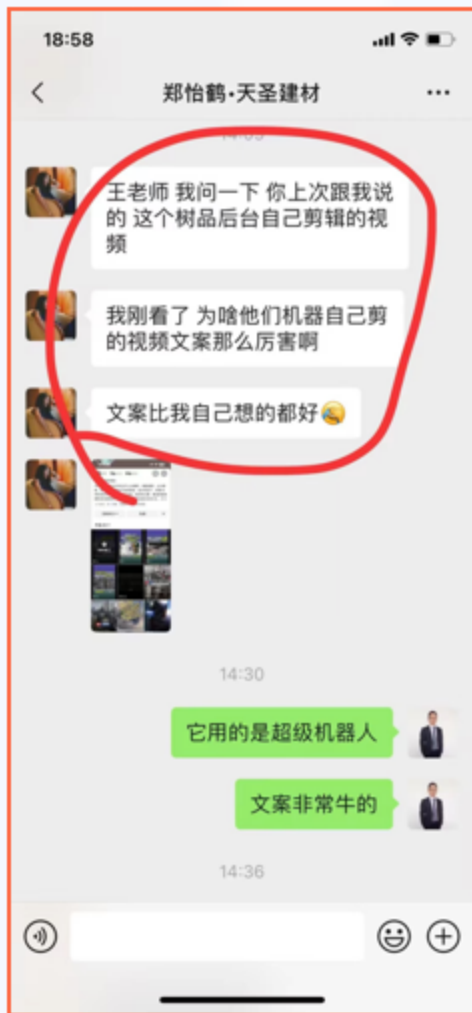 18:58
郑怡鹤·天圣建材
王老师 我问一下 你上次跟我说
的 这个树品后台自己剪辑的视
频
我刚看了 为啥他们机器自己剪
的视频文案那么厉害啊
文案比我自己想的都好😂
14:30
它用的是超级机器人
文案非常牛的
14:36